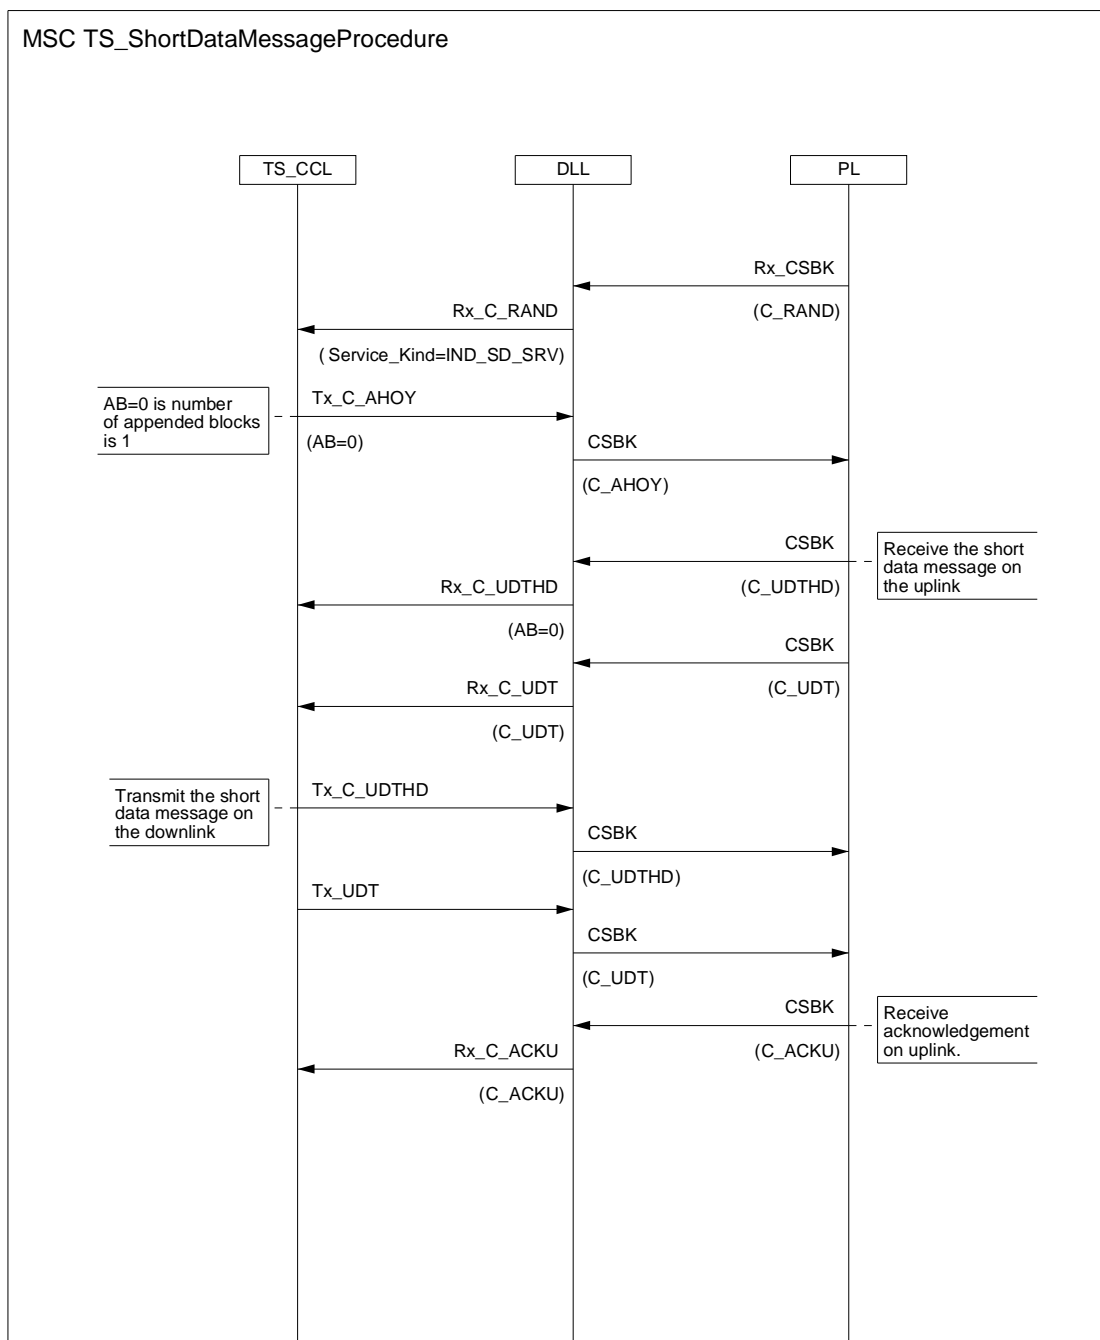 MSC TS_ShortDataMessageProcedure
TS_CCL
DLL
PL
Rx_CSBK
(C_RAND)
Rx_C_RAND
( Service_Kind=IND_SD_SRV)
AB=0 is number
of appended blocks
is 1
Tx_C_AHOY
(AB=0)
CSBK
(C_AHOY)
CSBK
(C_UDTHD)
Receive the short
data message on
the uplink
Rx_C_UDTHD
(AB=0)
CSBK
(C_UDT)
Rx_C_UDT
(C_UDT)
Transmit the short
data message on
the downlink
Tx_C_UDTHD
CSBK
(C_UDTHD)
Tx_UDT
CSBK
(C_UDT)
CSBK
(C_ACKU)
Receive
acknowledgement
on uplink.
Rx_C_ACKU
(C_ACKU)